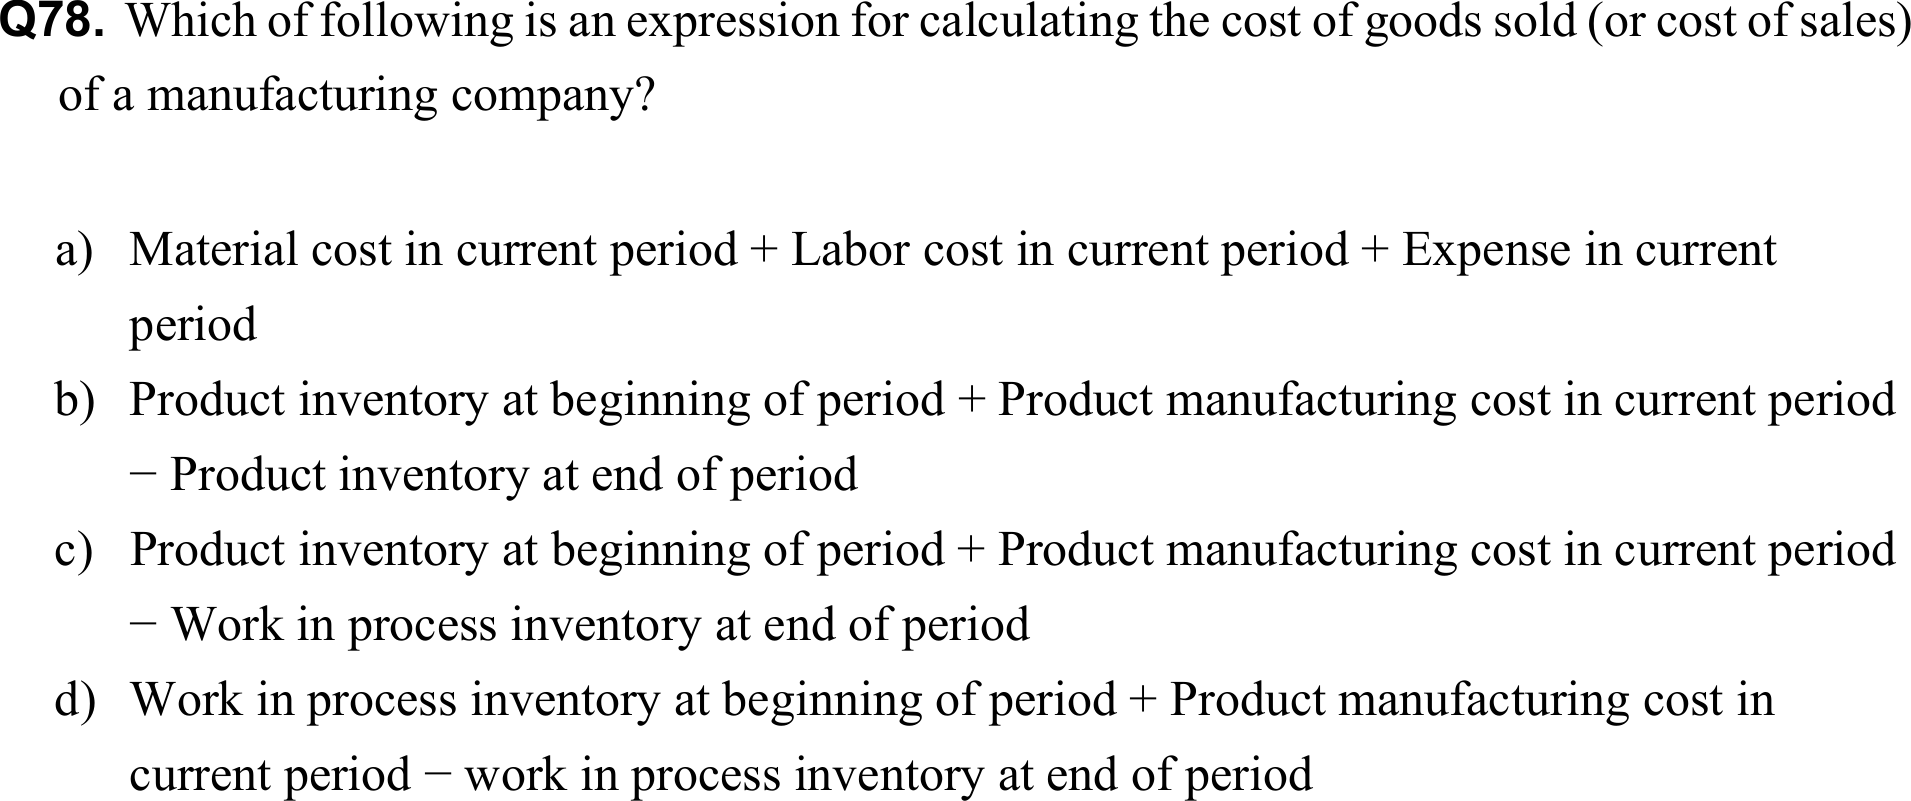 Q78. Which of following is an expression for calculating the cost of goods sold (or cost of sales)
of a manufacturing company?
a) Material cost in current period + Labor cost in current period + Expense in current
period
b) Product inventory at beginning of period + Product manufacturing cost in current period
− Product inventory at end of period
c) Product inventory at beginning of period + Product manufacturing cost in current period
− Work in process inventory at end of period
d) Work in process inventory at beginning of period + Product manufacturing cost in
current period − work in process inventory at end of period